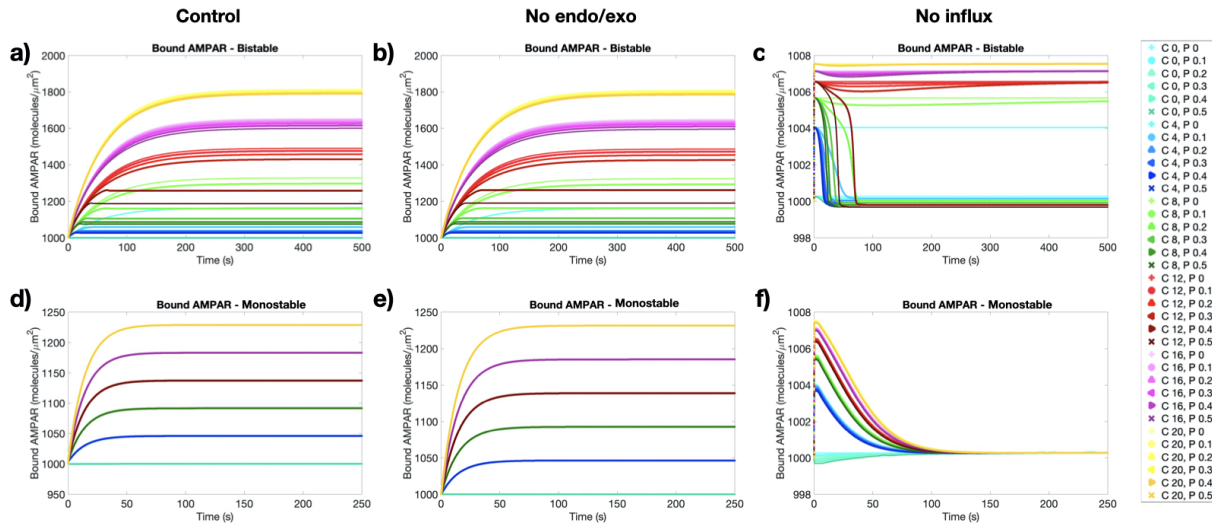 Control
No endo/exo
No influx
a)
Bound AMPAR - Bistable
2000
1800
1600
1400
1200
1000
0
100
200
300
400
500
Time (s)
Bound AMPAR (molecules/μm²)
b)
Bound AMPAR - Bistable
2000
1800
1600
1400
1200
1000
0
100
200
300
400
500
Time (s)
Bound AMPAR (molecules/μm²)
c)
Bound AMPAR - Bistable
1008
1006
1004
1002
1000
998
0
100
200
300
400
500
Time (s)
Bound AMPAR (molecules/μm²)
d)
Bound AMPAR - Monostable
1250
1200
1150
1100
1050
1000
950
0
50
100
150
200
250
Time (s)
Bound AMPAR (molecules/μm²)
e)
Bound AMPAR - Monostable
1250
1200
1150
1100
1050
1000
0
50
100
150
200
250
Time (s)
Bound AMPAR (molecules/μm²)
f)
Bound AMPAR - Monostable
1008
1006
1004
1002
1000
998
0
50
100
150
200
250
Time (s)
Bound AMPAR (molecules/μm²)
C 0, P 0
C 0, P 0.1
C 0, P 0.2
C 0, P 0.3
C 0, P 0.4
C 0, P 0.5
C 4, P 0
C 4, P 0.1
C 4, P 0.2
C 4, P 0.3
C 4, P 0.4
C 4, P 0.5
C 8, P 0
C 8, P 0.1
C 8, P 0.2
C 8, P 0.3
C 8, P 0.4
C 8, P 0.5
C 12, P 0
C 12, P 0.1
C 12, P 0.2
C 12, P 0.3
C 12, P 0.4
C 12, P 0.5
C 16, P 0
C 16, P 0.1
C 16, P 0.2
C 16, P 0.3
C 16, P 0.4
C 16, P 0.5
C 20, P 0
C 20, P 0.1
C 20, P 0.2
C 20, P 0.3
C 20, P 0.4
C 20, P 0.5